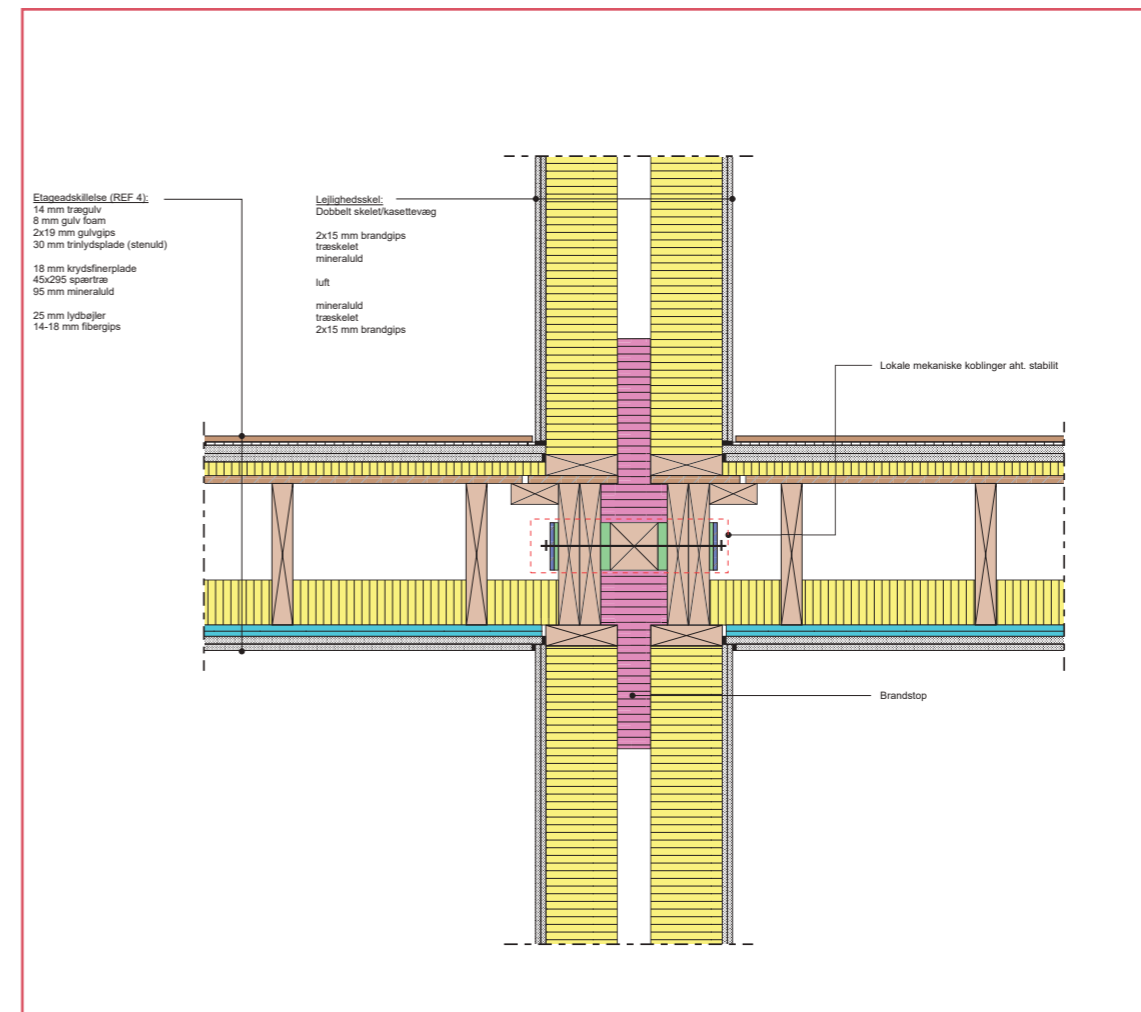 Etageadskillelse (REF 4):
14 mm trægulv
8 mm gulv foam
2x19 mm gulvgips
30 mm trinlydsplade (stenuld)
18 mm krydsfinerplade
45x295 spærtræ
95 mm mineraluld
25 mm lydbøjler
14-18 mm fibergips
Lejlighedsskel:
Dobbelt skelet/kasettevæg
2x15 mm brandgips
træskelet
mineraluld
luft
mineraluld
træskelet
2x15 mm brandgips
Lokale mekaniske koblinger aht. stabilit
Brandstop